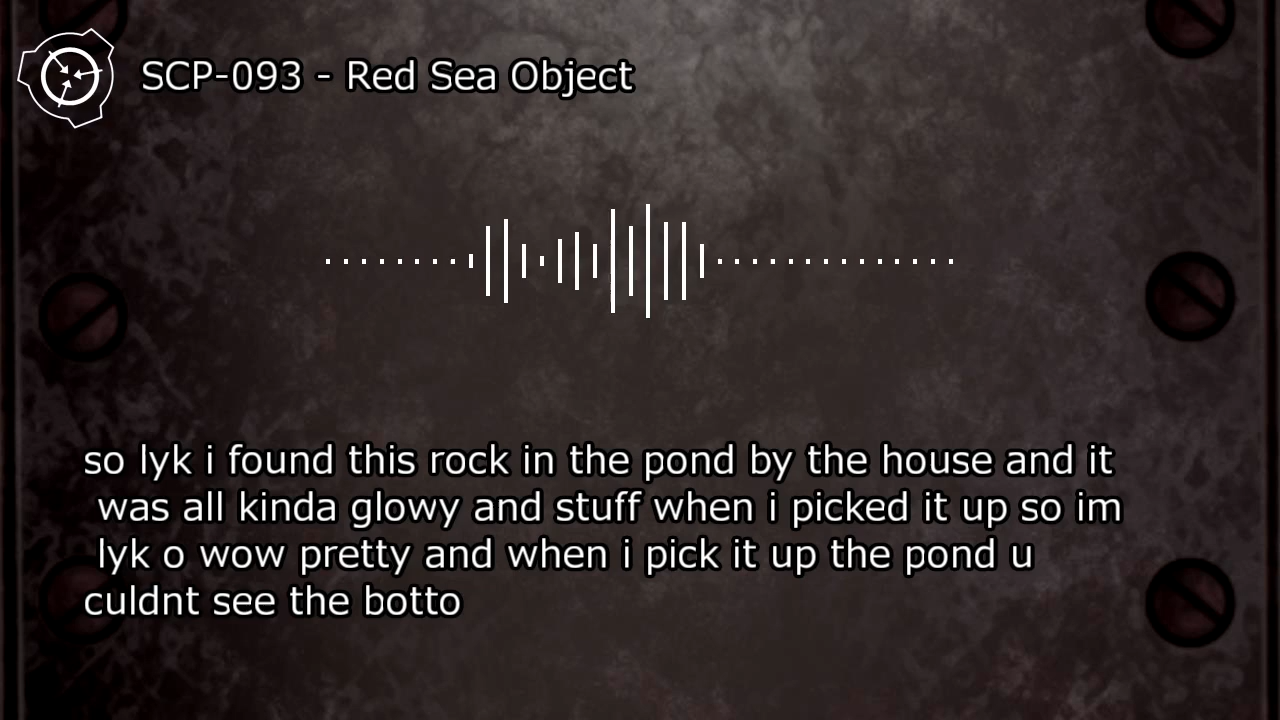 SCP-093 - Red Sea Object
so lyk i found this rock in the pond by the house and it
was all kinda glowy and stuff when i picked it up so im
lyk o wow pretty and when i pick it up the pond u
culdnt see the botto